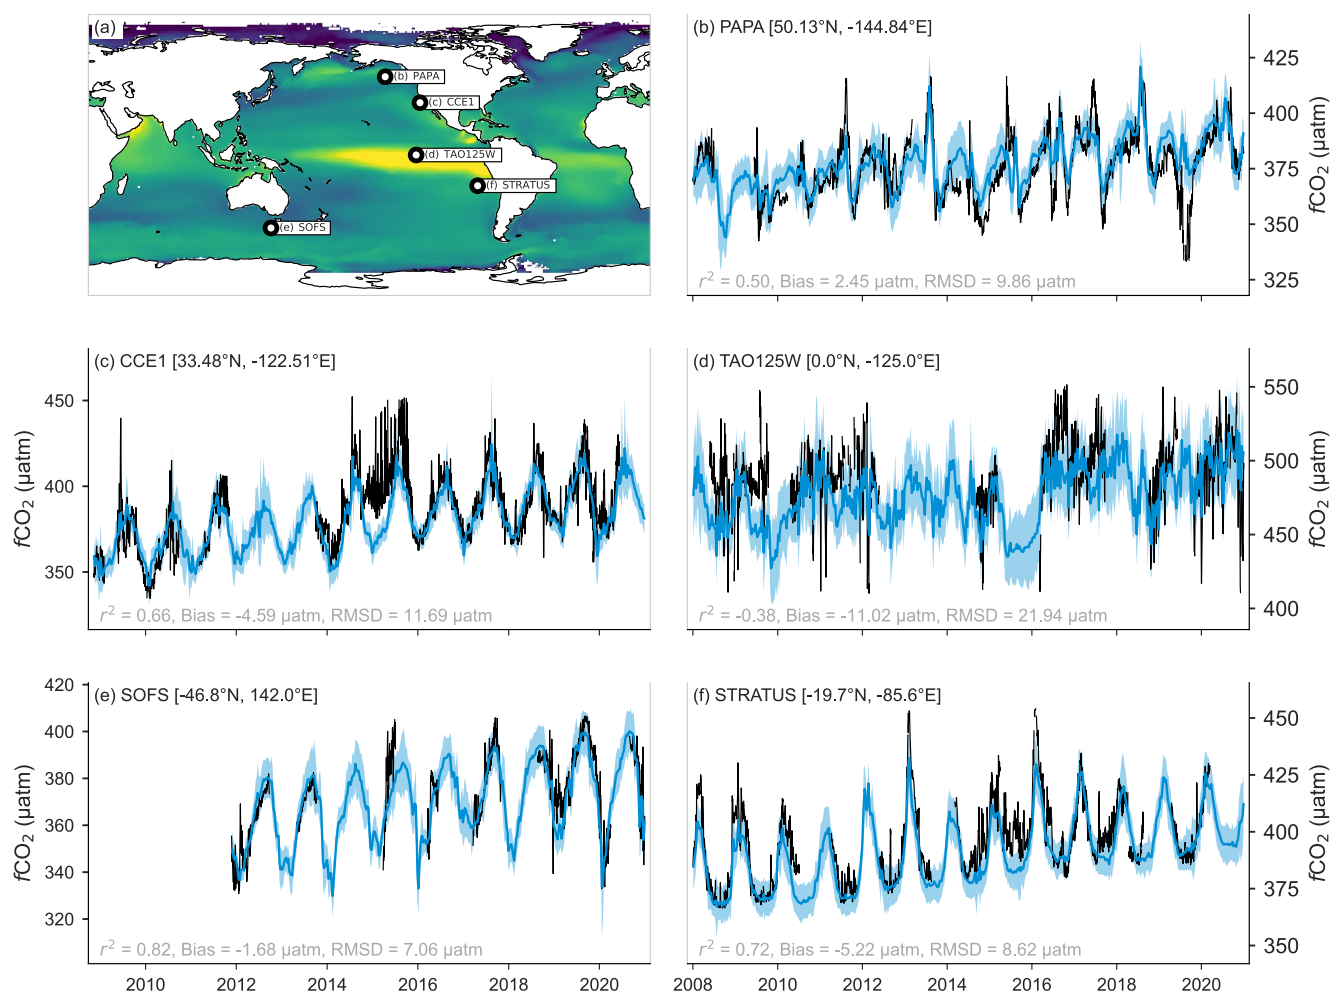 (a)
(b) PAPA
(c) CCE1
(d) TAO125W
(f) STRATUS
(e) SOFS
(b) PAPA [50.13°N, -144.84°E]
425
400
375
350
325
fCO2 (µatm)
r2 = 0.50, Bias = 2.45 µatm, RMSD = 9.86 µatm
(c) CCE1 [33.48°N, -122.51°E]
450
400
350
fCO2 (µatm)
r2 = 0.66, Bias = -4.59 µatm, RMSD = 11.69 µatm
2010 2012 2014 2016 2018 2020
(d) TAO125W [0.0°N, -125.0°E]
550
500
450
400
fCO2 (µatm)
r2 = -0.38, Bias = -11.02 µatm, RMSD = 21.94 µatm
(e) SOFS [-46.8°N, 142.0°E]
420
400
380
360
340
320
fCO2 (µatm)
r2 = 0.82, Bias = -1.68 µatm, RMSD = 7.06 µatm
(f) STRATUS [-19.7°N, -85.6°E]
450
425
400
375
350
fCO2 (µatm)
r2 = 0.72, Bias = -5.22 µatm, RMSD = 8.62 µatm
2008 2010 2012 2014 2016 2018 2020